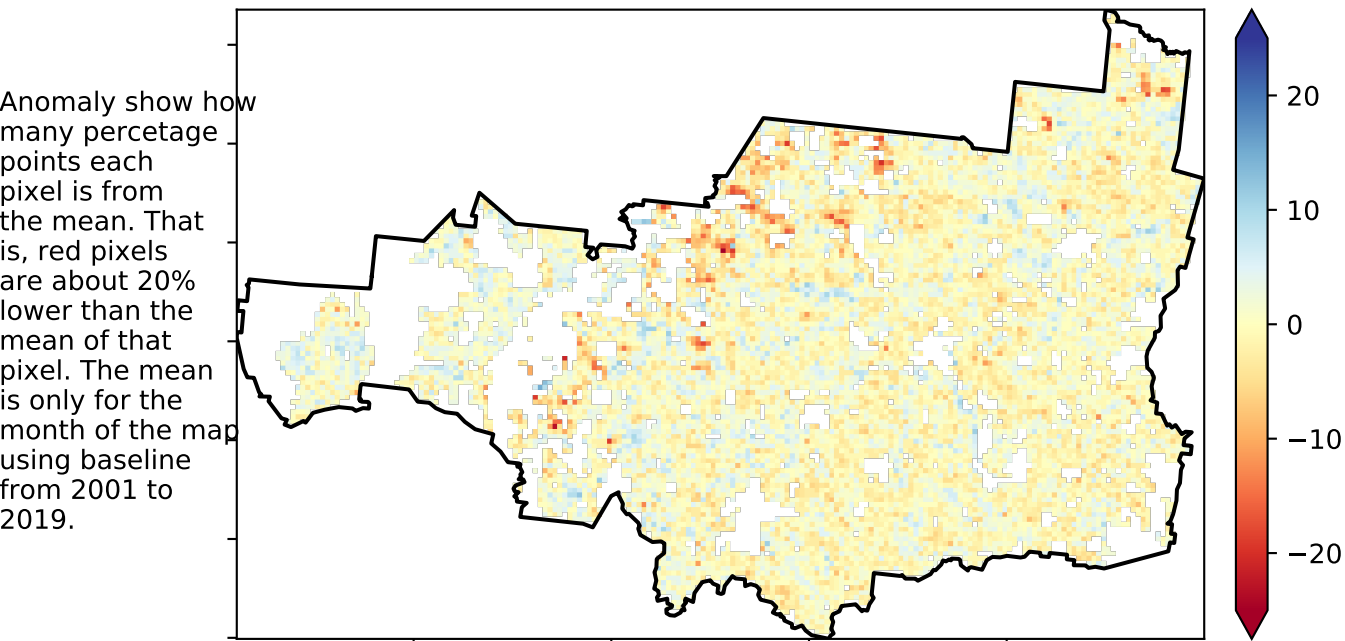 Anomaly show how
many percetage
points each
pixel is from
the mean. That
is, red pixels
are about 20%
lower than the
mean of that
pixel. The mean
is only for the
month of the map
using baseline
from 2001 to
2019.
20
10
0
−10
−20